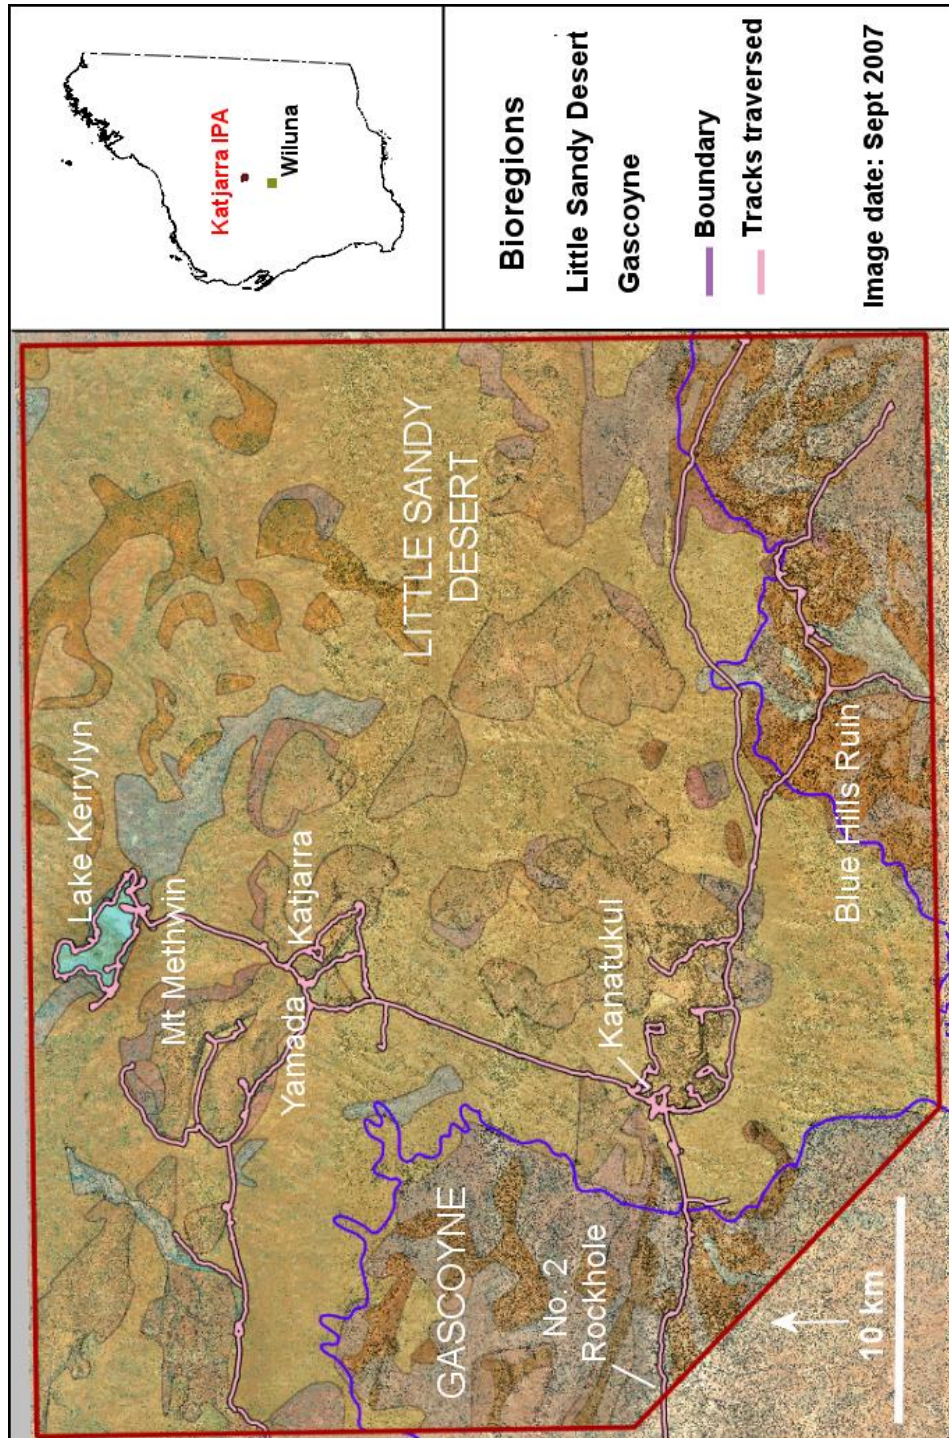 Katjarra IPA
Wiluna
Bioregions
Little Sandy Desert
Gascoyne
Boundary
Tracks traversed
Image date: Sept 2007
Lake Kerrylyn
Mt Methwin
Katjarra
Yamada
LITTLE SANDY
DESERT
Kanatukul
GASCOYNE
No. 2
Rockhole
Blue Hills Ruin
10 km